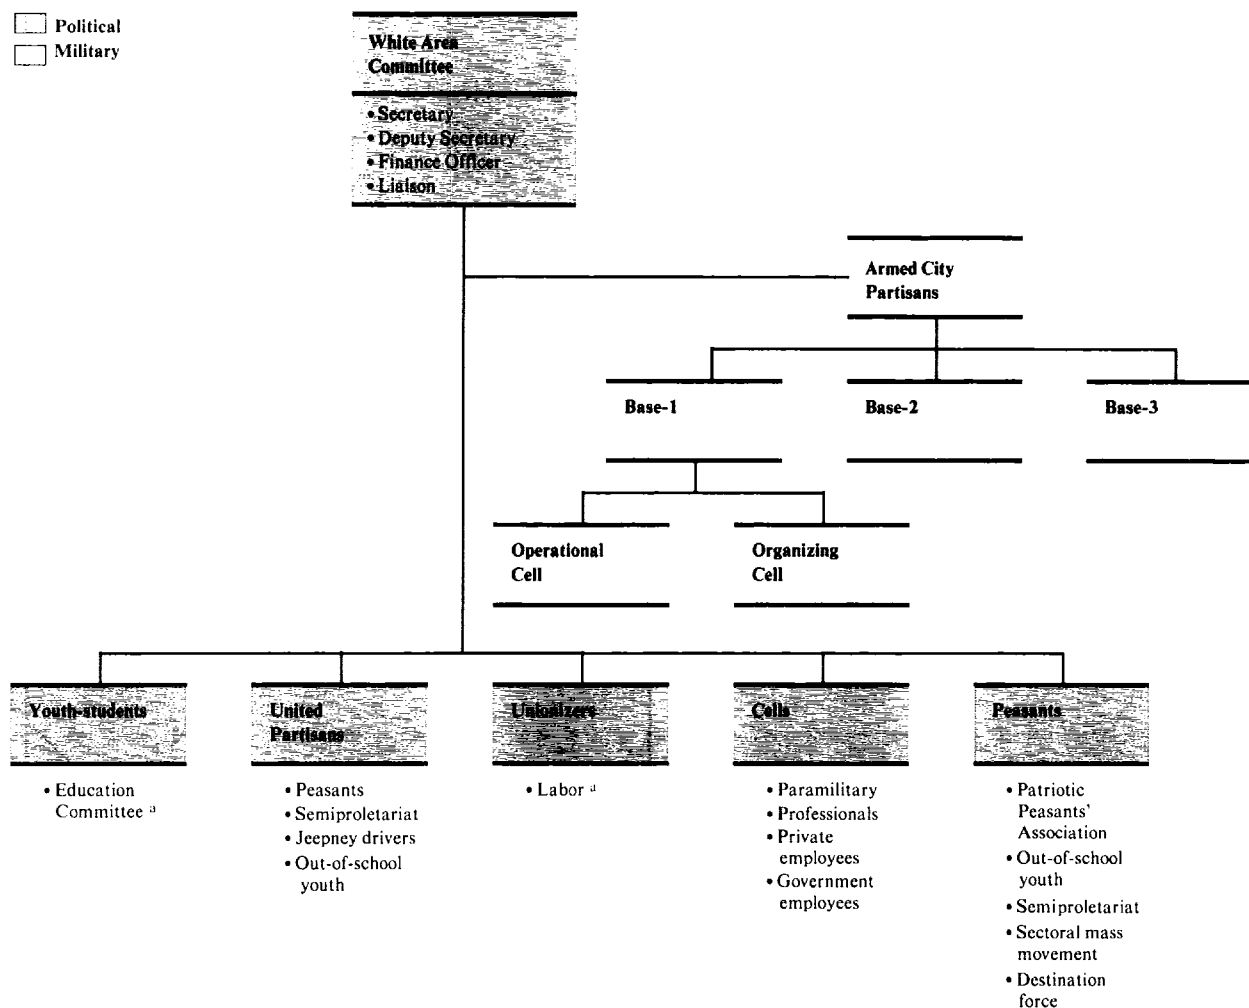 Political
Military
White Area
Committee
• Secretary
• Deputy Secretary
• Finance Officer
• Liaison
Armed City
Partisans
Base-1
Base-2
Base-3
Operational
Cell
Organizing
Cell
Youth-students
• Education
Committee a
United
Partisans
• Peasants
• Semiproletariat
• Jeepney drivers
• Out-of-school
youth
Unionizers
• Labor a
Cells
• Paramilitary
• Professionals
• Private
employees
• Government
employees
Peasants
• Patriotic
Peasants'
Association
• Out-of-school
youth
• Semiproletariat
• Sectoral mass
movement
• Destination
force